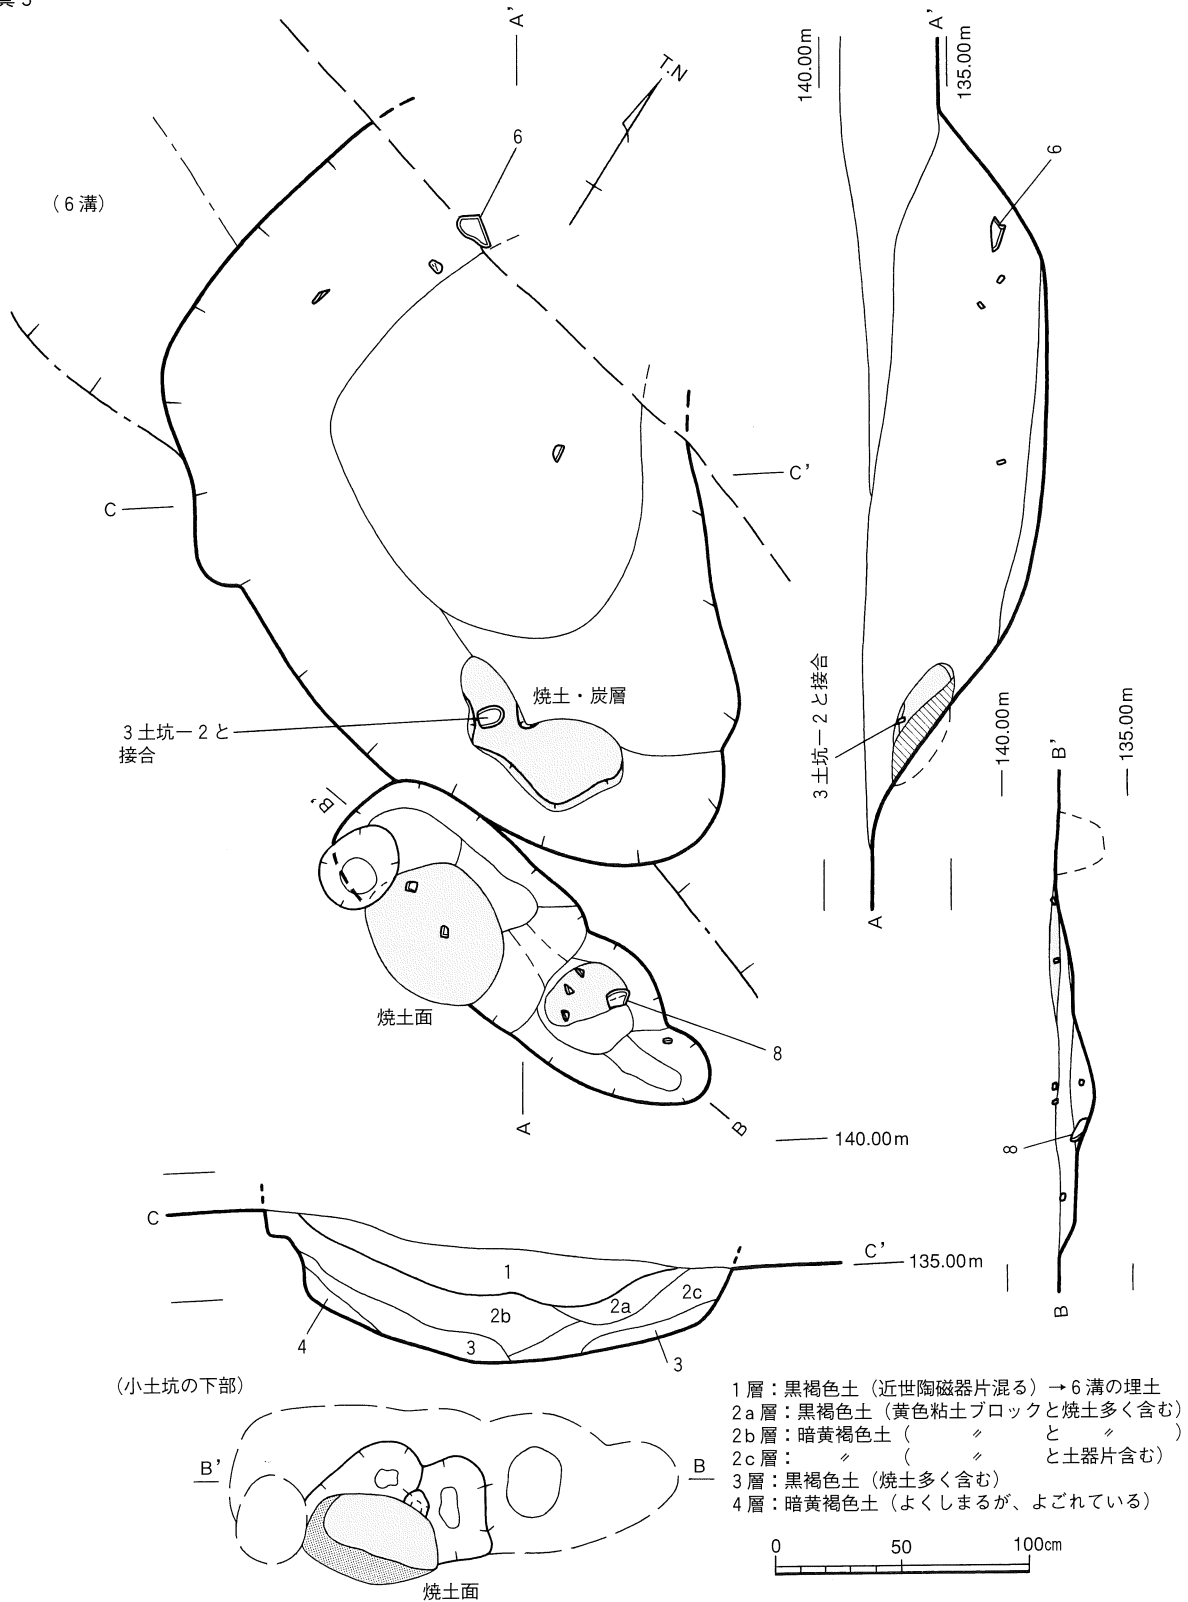 A'
T.N
6
（6溝）
140.00m
A'
135.00m
6
C
C'
焼土・炭層
3土坑－2と
接合
3土坑－2と接合
A
140.00m
135.00m
B'
B'
焼土面
8
8
A
B
B
140.00m
C
C'
135.00m
1
2a
2b
2c
3
3
4
（小土坑の下部）
B'
B
焼土面
1層：黒褐色土（近世陶磁器片混る）→6溝の埋土
2a層：黒褐色土（黄色粘土ブロックと焼土多く含む）
2b層：暗黄褐色土（　〃　と　〃　）
2c層：　〃　（　〃　と土器片含む）
3層：黒褐色土（焼土多く含む）
4層：暗黄褐色土（よくしまるが、よごれている）
0　50　100cm